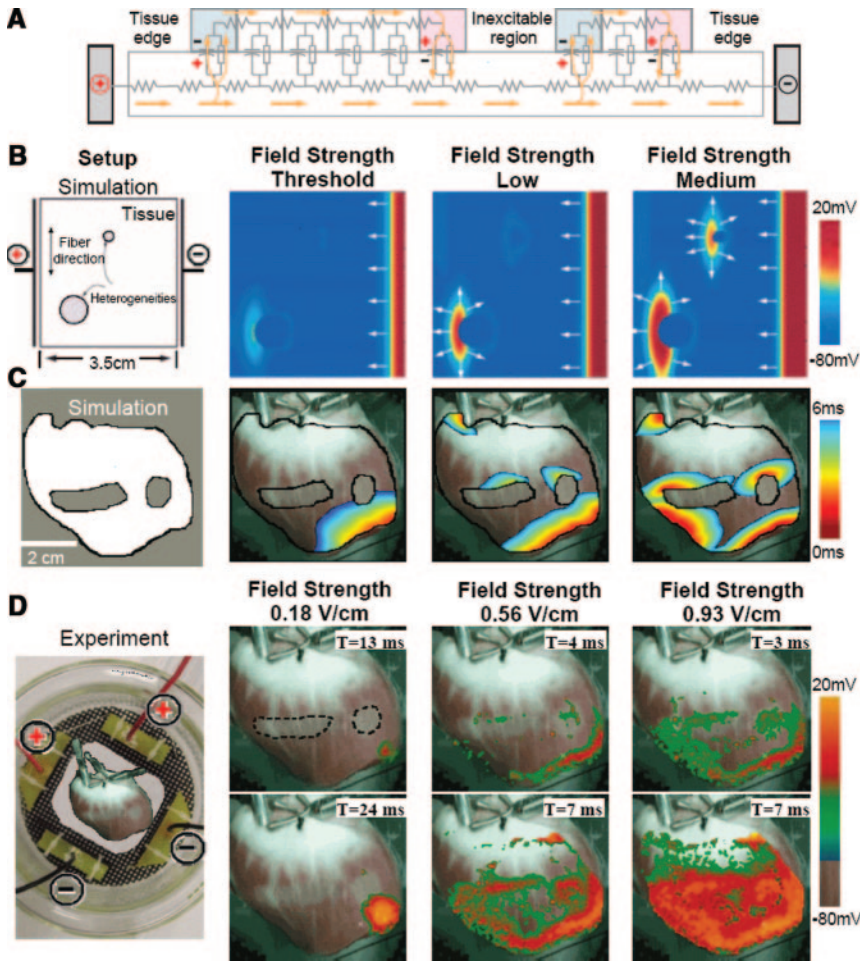 A
Tissue edge
Inexcitable region
Tissue edge
+
-
+
-
+
-
+
-
B
Setup
Simulation
Tissue
Fiber direction
Heterogeneities
+
-
3.5cm
Field Strength Threshold
Field Strength Low
Field Strength Medium
20mV
-80mV
C
Simulation
2 cm
6ms
0ms
D
Experiment
+
+
-
-
Field Strength 0.18 V/cm
Field Strength 0.56 V/cm
Field Strength 0.93 V/cm
T=13 ms
T=4 ms
T=3 ms
T=24 ms
T=7 ms
T=7 ms
20mV
-80mV